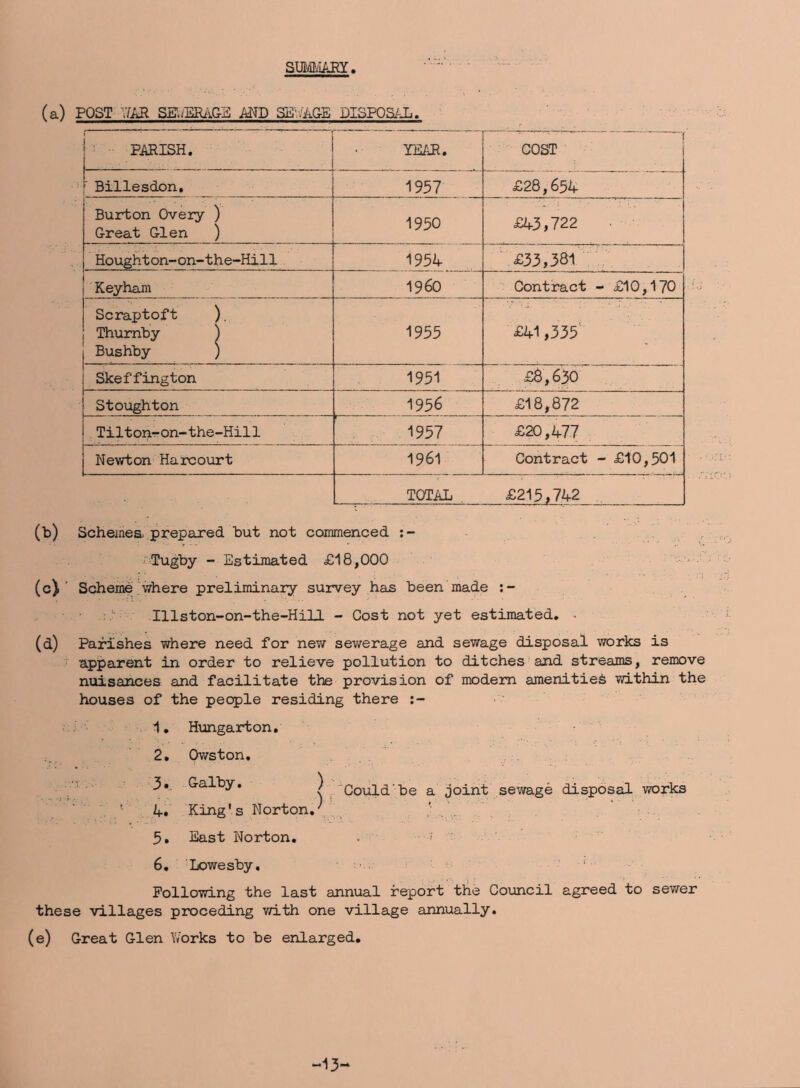 SUMMARY.
(a) POST WAR SEWERAGE AND SEWAGE DISPOSAL.
PARISH. YEAR. COST
Billesdon. 1957 £28,654
Burton Overy )
Great Glen ) 1950 £43,722
Houghton-on-the-Hill 1954 £33,381
Keyham 1960 Contract - £10,170
Scraptoft ).
Thurnby ) 1955 £41,335
Bushby )
Skeffington 1951 £8,630
Stoughton 1956 £18,872
Tilton-on-the-Hill 1957 £20,477
Newton Harcourt 1961 Contract - £10,501
TOTAL £215,742
(b) Schemes prepared but not commenced :-
Tugby - Estimated £18,000
(c) Scheme where preliminary survey has been made :-
Illston-on-the-Hill - Cost not yet estimated.
(d) Parishes where need for new sewerage and sewage disposal works is
apparent in order to relieve pollution to ditches and streams, remove
nuisances and facilitate the provision of modern amenities within the
houses of the people residing there :-
1. Hungarton.
2. Owston.
3. Galby. ) Could be a joint sewage disposal works
4. King's Norton.)
5. East Norton.
6. Lowesby.
Following the last annual report the Council agreed to sewer
these villages proceding with one village annually.
(e) Great Glen Works to be enlarged.
-13-